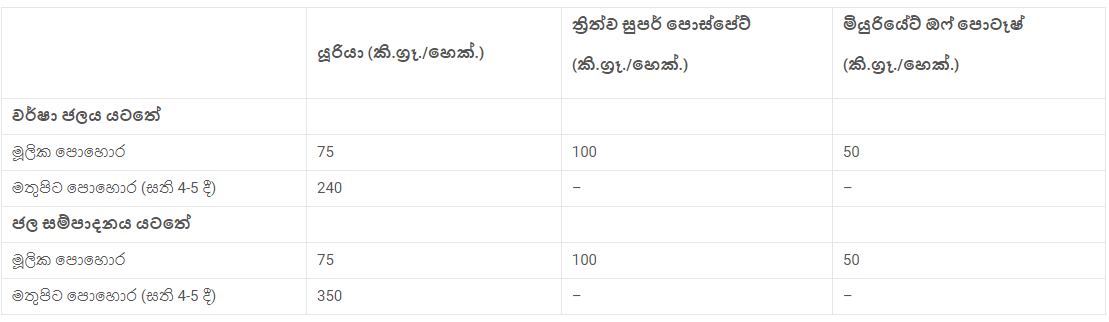 යූරියා (කි.ග්‍රෑ./හෙක්.)
ත්‍රිත්ව සුපර් පොස්පේට්
(කි.ග්‍රෑ./හෙක්.)
මියුරියේට් ඔෆ් පොටෑෂ්
(කි.ග්‍රෑ./හෙක්.)
වර්ෂා ජලය යටතේ
මූලික පොහොර 75 100 50
මතුපිට පොහොර (සති 4-5 දී) 240 – –
ජල සම්පාදනය යටතේ
මූලික පොහොර 75 100 50
මතුපිට පොහොර (සති 4-5 දී) 350 – –